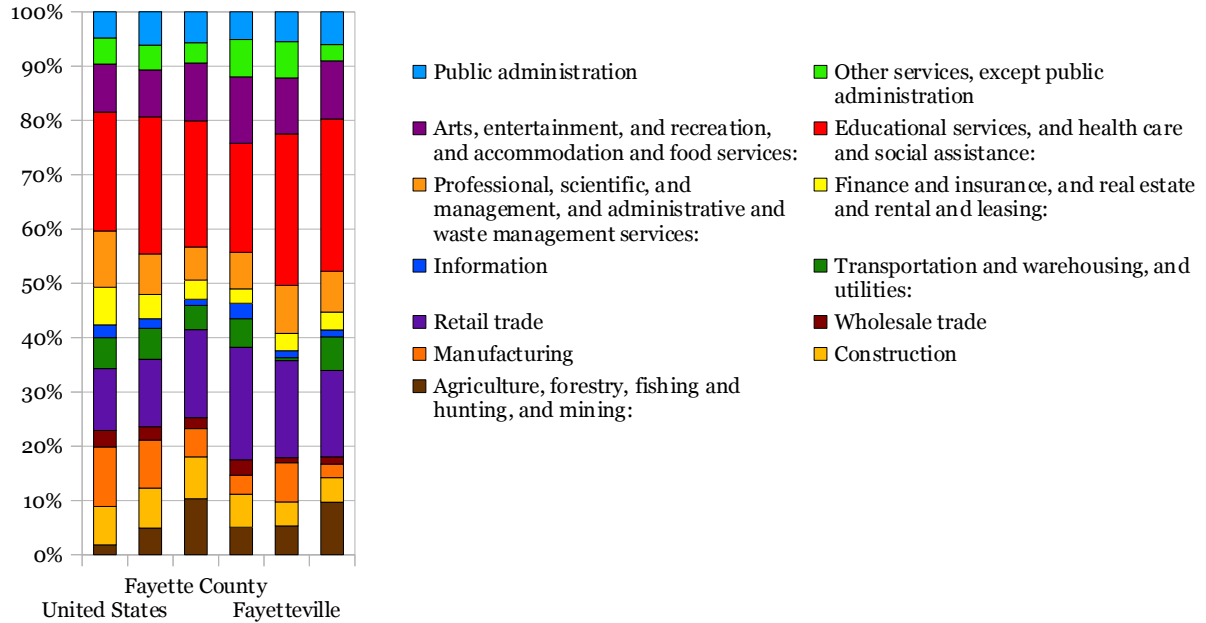 100%
90%
80%
70%
60%
50%
40%
30%
20%
10%
0%
Fayette County
United States
Fayetteville
Public administration
Other services, except public
administration
Arts, entertainment, and recreation,
and accommodation and food services:
Educational services, and health care
and social assistance:
Professional, scientific, and
management, and administrative and
waste management services:
Finance and insurance, and real estate
and rental and leasing:
Information
Transportation and warehousing, and
utilities:
Retail trade
Wholesale trade
Manufacturing
Construction
Agriculture, forestry, fishing and
hunting, and mining: